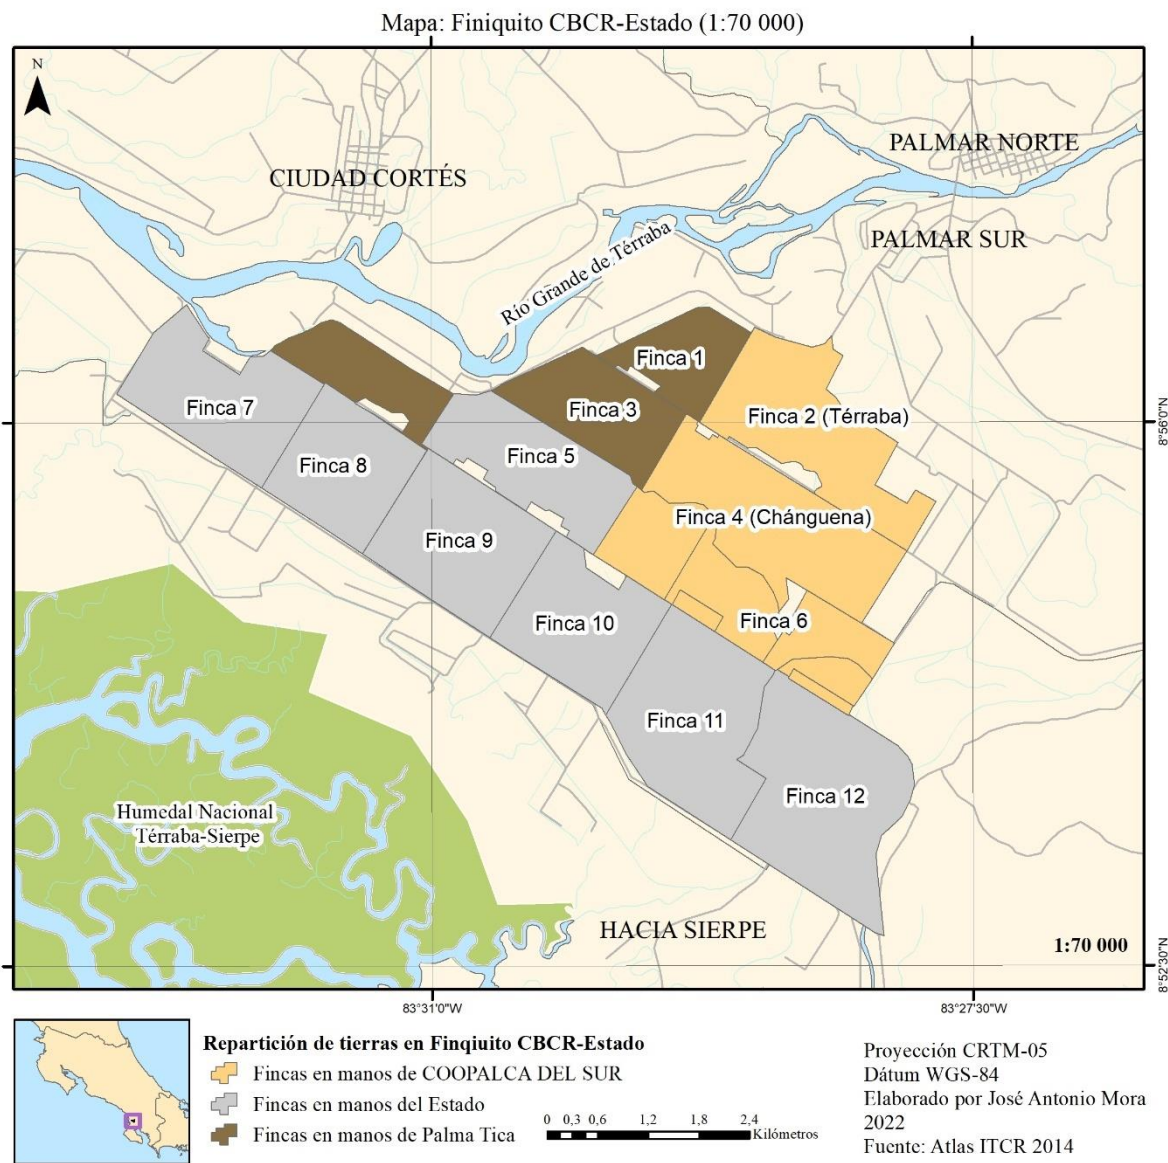 Mapa: Finiquito CBCR-Estado (1:70 000)
N
PALMAR NORTE
CIUDAD CORTÉS
PALMAR SUR
Río Grande de Térraba
Finca 1
Finca 7
Finca 3
Finca 2 (Térraba)
8°56'0"N
Finca 8
Finca 5
Finca 4 (Chánguena)
Finca 9
Finca 10
Finca 6
Finca 11
Finca 12
Humedal Nacional
Térraba-Sierpe
HACIA SIERPE
1:70 000
8°52'30"N
83°31'0"W
83°27'30"W
Repartición de tierras en Finqiuito CBCR-Estado
Fincas en manos de COOPALCA DEL SUR
Fincas en manos del Estado
Fincas en manos de Palma Tica
0 0,3 0,6 1,2 1,8 2,4
Kilómetros
Proyección CRTM-05
Dátum WGS-84
Elaborado por José Antonio Mora
2022
Fuente: Atlas ITCR 2014